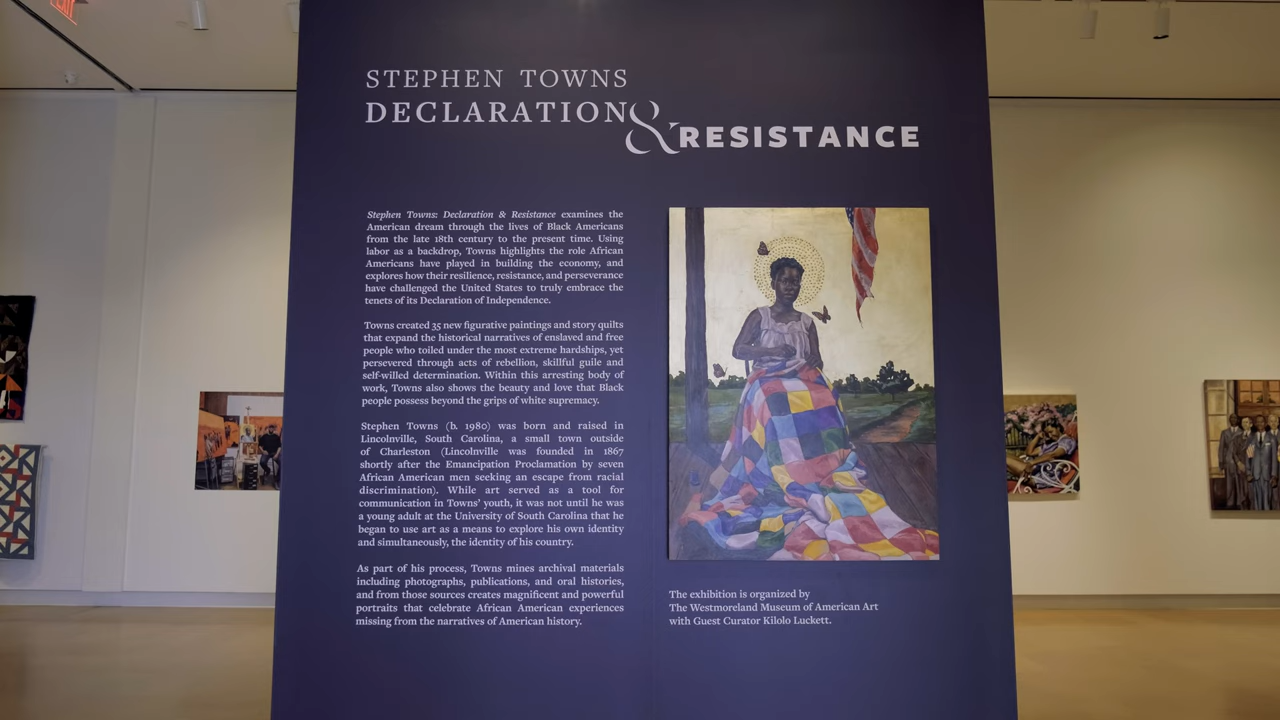 EXIT
STEPHEN TOWNS
DECLARATION
& RESISTANCE
Stephen Towns: Declaration & Resistance examines the
American dream through the lives of Black Americans
from the late 18th century to the present time. Using
labor as a backdrop, Towns highlights the role African
Americans have played in building the economy, and
explores how their resilience, resistance, and perseverance
have challenged the United States to truly embrace the
tenets of its Declaration of Independence.
Towns created 35 new figurative paintings and story quilts
that expand the historical narratives of enslaved and free
people who toiled under the most extreme hardships, yet
persevered through acts of rebellion, skillful guile and
self-willed determination. Within this arresting body of
work, Towns also shows the beauty and love that Black
people possess beyond the grips of white supremacy.
Stephen Towns (b. 1980) was born and raised in
Lincolnville, South Carolina, a small town outside
of Charleston (Lincolnville was founded in 1867
shortly after the Emancipation Proclamation by seven
African American men seeking an escape from racial
discrimination). While art served as a tool for
communication in Towns' youth, it was not until he was
a young adult at the University of South Carolina that he
began to use art as a means to explore his own identity
and simultaneously, the identity of his country.
As part of his process, Towns mines archival materials
including photographs, publications, and oral histories,
and from those sources creates magnificent and powerful
portraits that celebrate African American experiences
missing from the narratives of American history.
The exhibition is organized by
The Westmoreland Museum of American Art
with Guest Curator Kilolo Luckett.